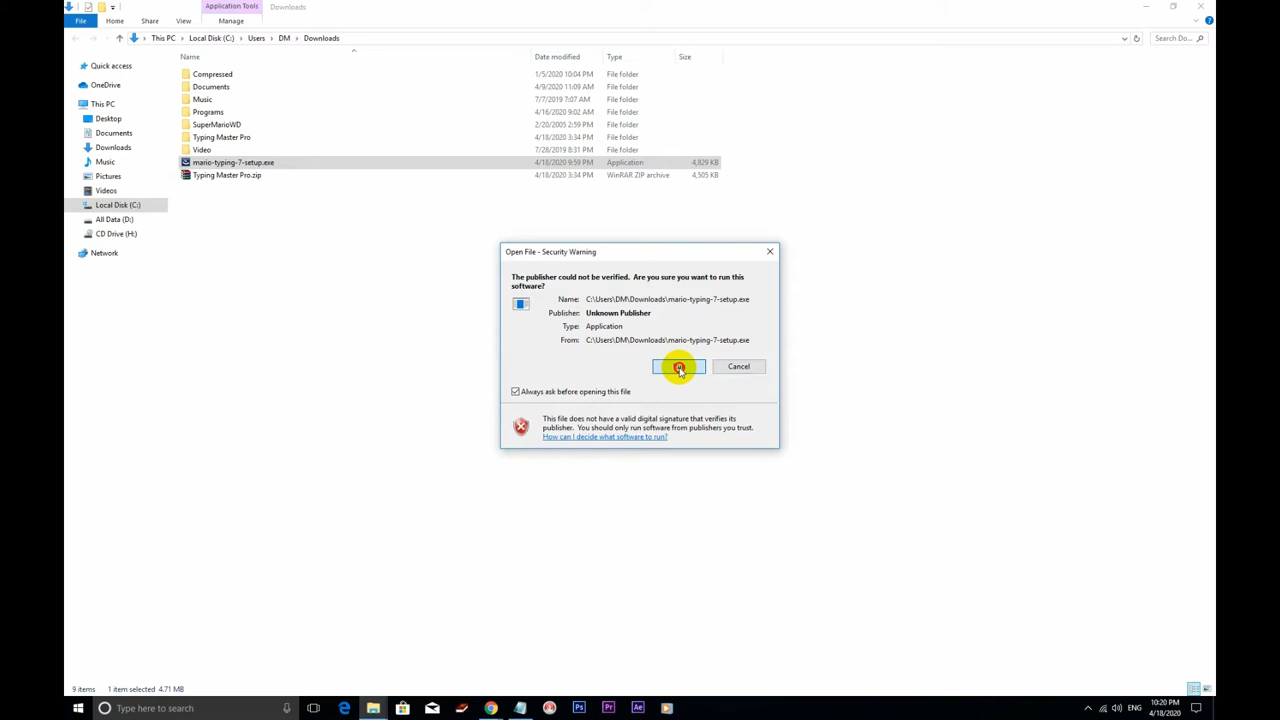 Application Tools
Downloads
File
Home
Share
View
Manage
This PC
Local Disk (C:)
Users
DM
Downloads
Search Do...
Name
Date modified
Type
Size
Quick access
OneDrive
This PC
Desktop
Documents
Downloads
Music
Pictures
Videos
Local Disk (C:)
All Data (D:)
CD Drive (H:)
Network
Compressed 1/5/2020 10:04 PM File folder
Documents 4/9/2020 11:09 AM File folder
Music 7/7/2019 7:07 AM File folder
Programs 4/16/2020 9:02 AM File folder
SuperMarioWD 2/20/2005 2:59 PM File folder
Typing Master Pro 4/18/2020 3:34 PM File folder
Video 7/28/2019 8:31 PM File folder
mario-typing-7-setup.exe 4/18/2020 9:59 PM Application 4,829 KB
Typing Master Pro.zip 4/18/2020 3:34 PM WinRAR ZIP archive 4,505 KB
Open File - Security Warning
The publisher could not be verified. Are you sure you want to run this
software?
Name: C:\Users\DM\Downloads\mario-typing-7-setup.exe
Publisher: Unknown Publisher
Type: Application
From: C:\Users\DM\Downloads\mario-typing-7-setup.exe
Cancel
Always ask before opening this file
This file does not have a valid digital signature that verifies its
publisher. You should only run software from publishers you trust.
How can I decide what software to run?
9 items 1 item selected 4.71 MB
Type here to search
Ps
Pr
Ae
ENG
10:20 PM
4/18/2020